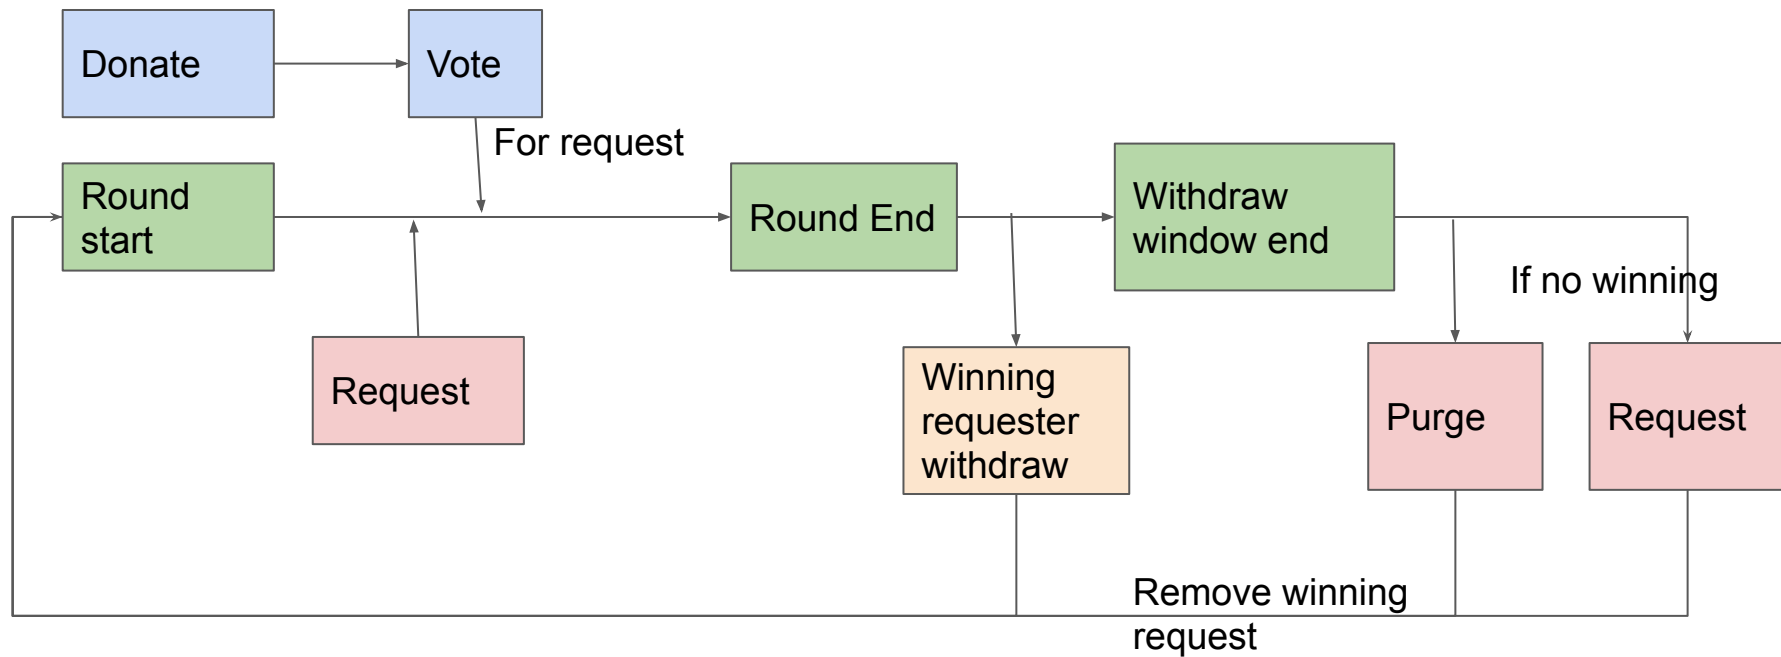 Donate
Vote
For request
Round
start
Round End
Withdraw
window end
If no winning
Request
Winning
requester
withdraw
Purge
Request
Remove winning
request